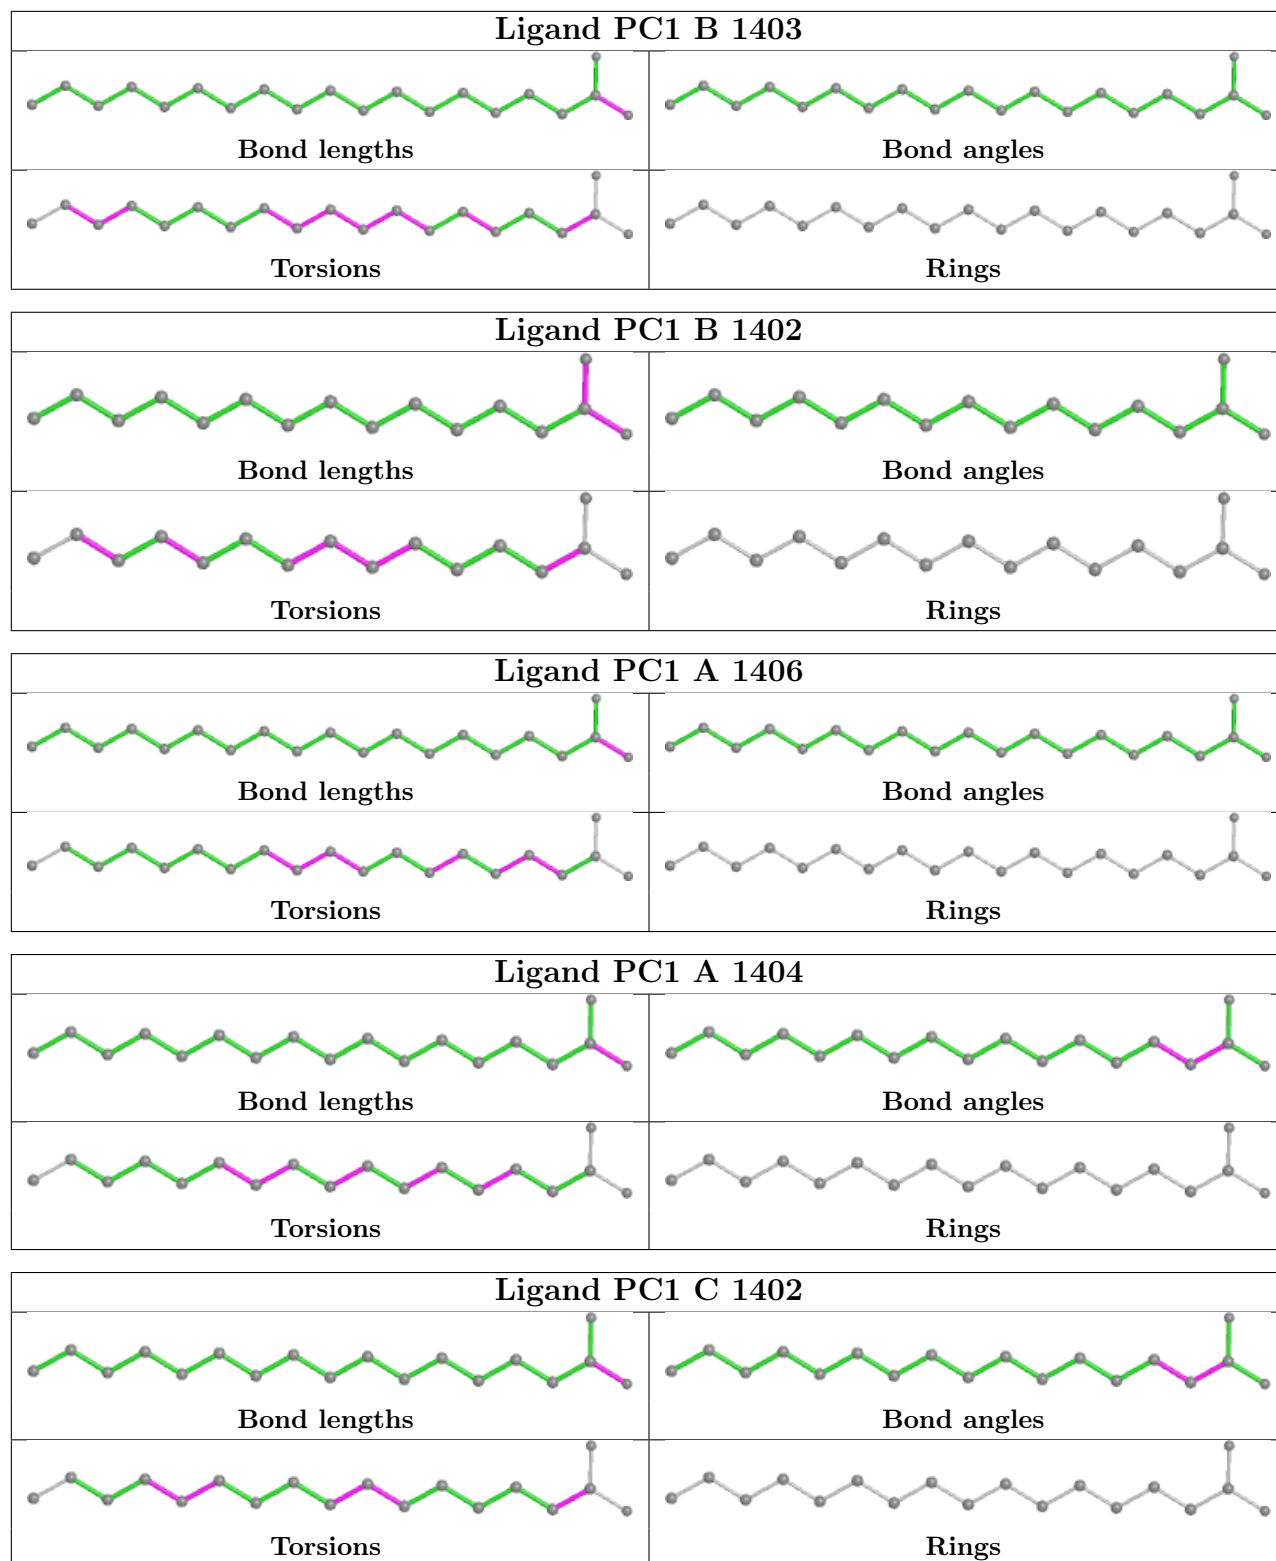 Ligand PC1 B 1403
Bond lengths
Bond angles
Torsions
Rings
Ligand PC1 B 1402
Bond lengths
Bond angles
Torsions
Rings
Ligand PC1 A 1406
Bond lengths
Bond angles
Torsions
Rings
Ligand PC1 A 1404
Bond lengths
Bond angles
Torsions
Rings
Ligand PC1 C 1402
Bond lengths
Bond angles
Torsions
Rings